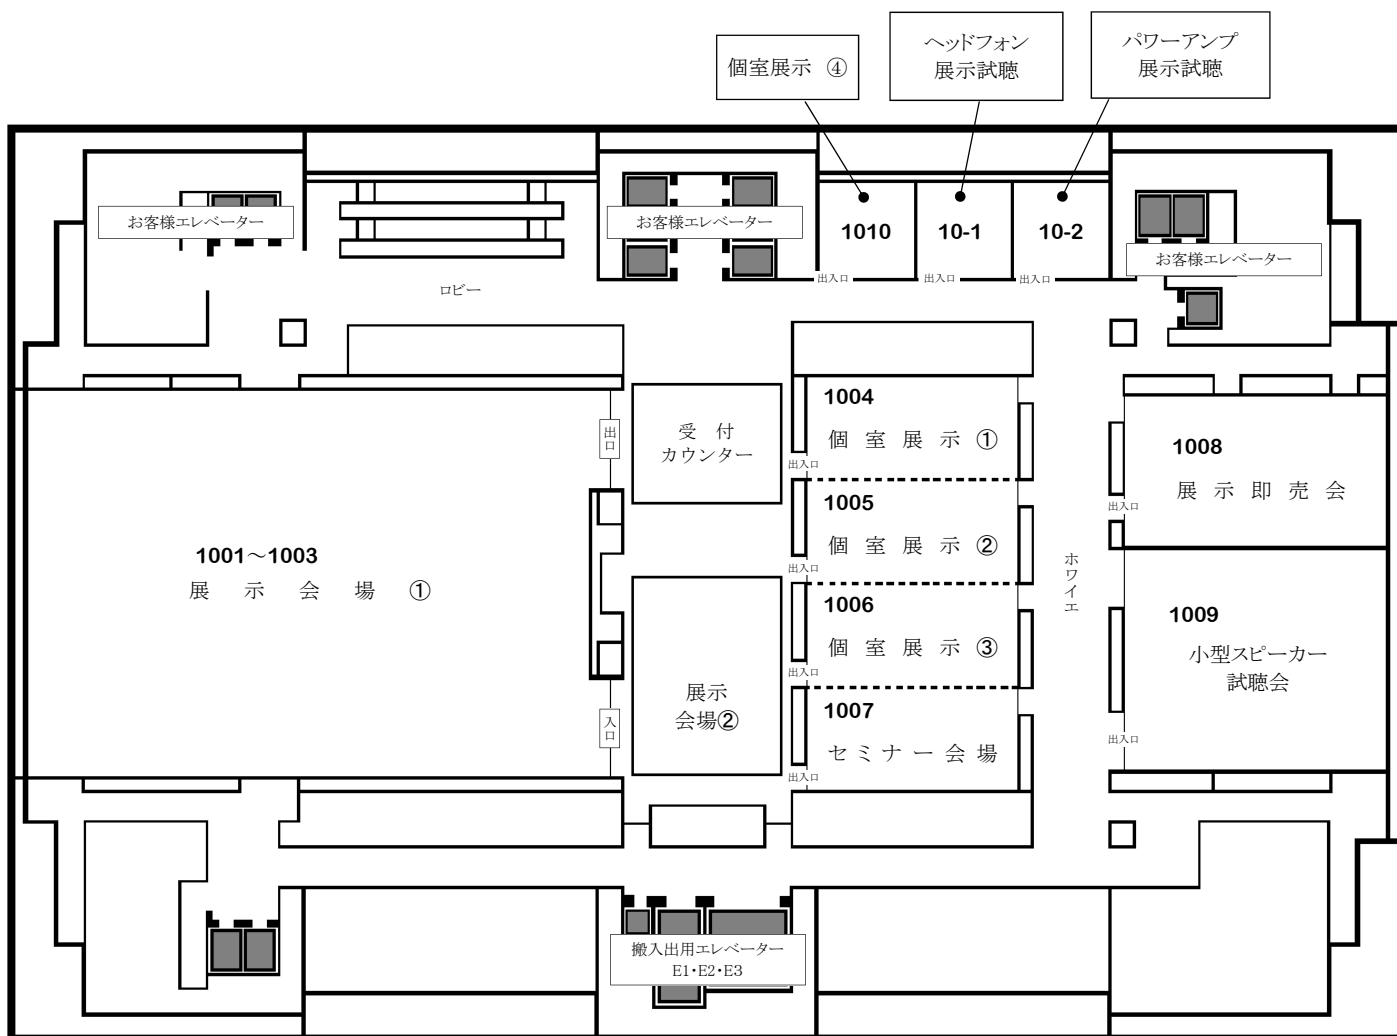 個室展示 ④
ヘッドフォン
展示試聴
パワーアンプ
展示試聴
お客様エレベーター
お客様エレベーター
1010
10-1
10-2
お客様エレベーター
出入口
出入口
出入口
ロビー
出口
受 付
カウンター
1004
個 室 展 示 ①
出入口
1008
展 示 即 売 会
出入口
1005
個 室 展 示 ②
出入口
1001～1003
展 示 会 場 ①
ホワイエ
1006
個 室 展 示 ③
出入口
1009
小型スピーカー
試聴会
出入口
展示
会場②
入口
1007
セ ミ ナ ー 会 場
出入口
搬入出用エレベーター
E1・E2・E3